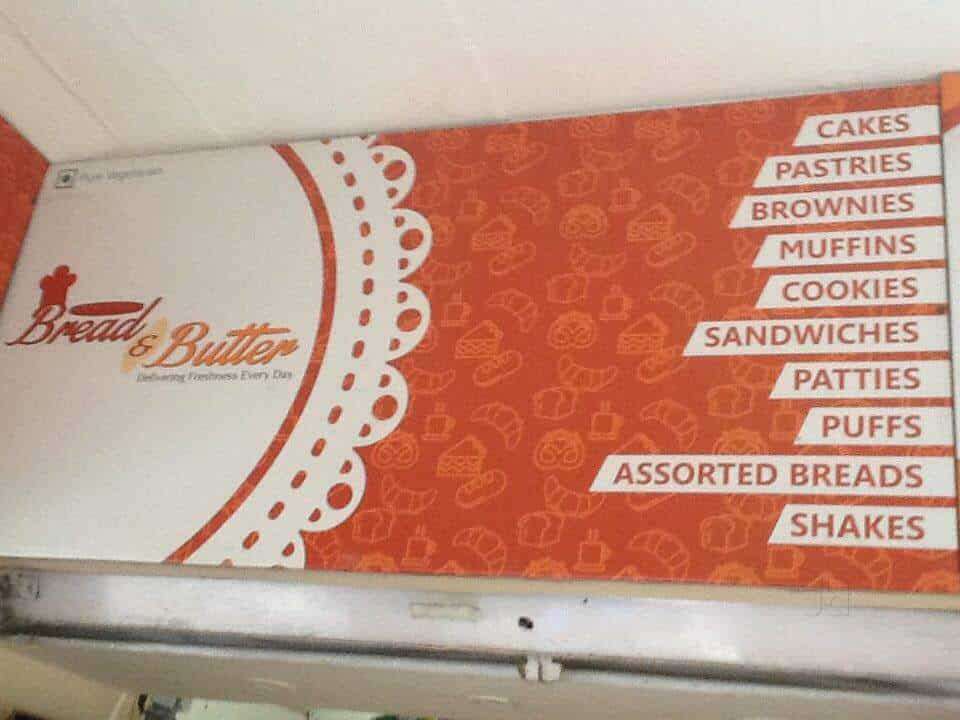 Pure Vegetarian
Bread
&
Butter
Delivering Freshness Every Day
CAKES
PASTRIES
BROWNIES
MUFFINS
COOKIES
SANDWICHES
PATTIES
PUFFS
ASSORTED BREADS
SHAKES